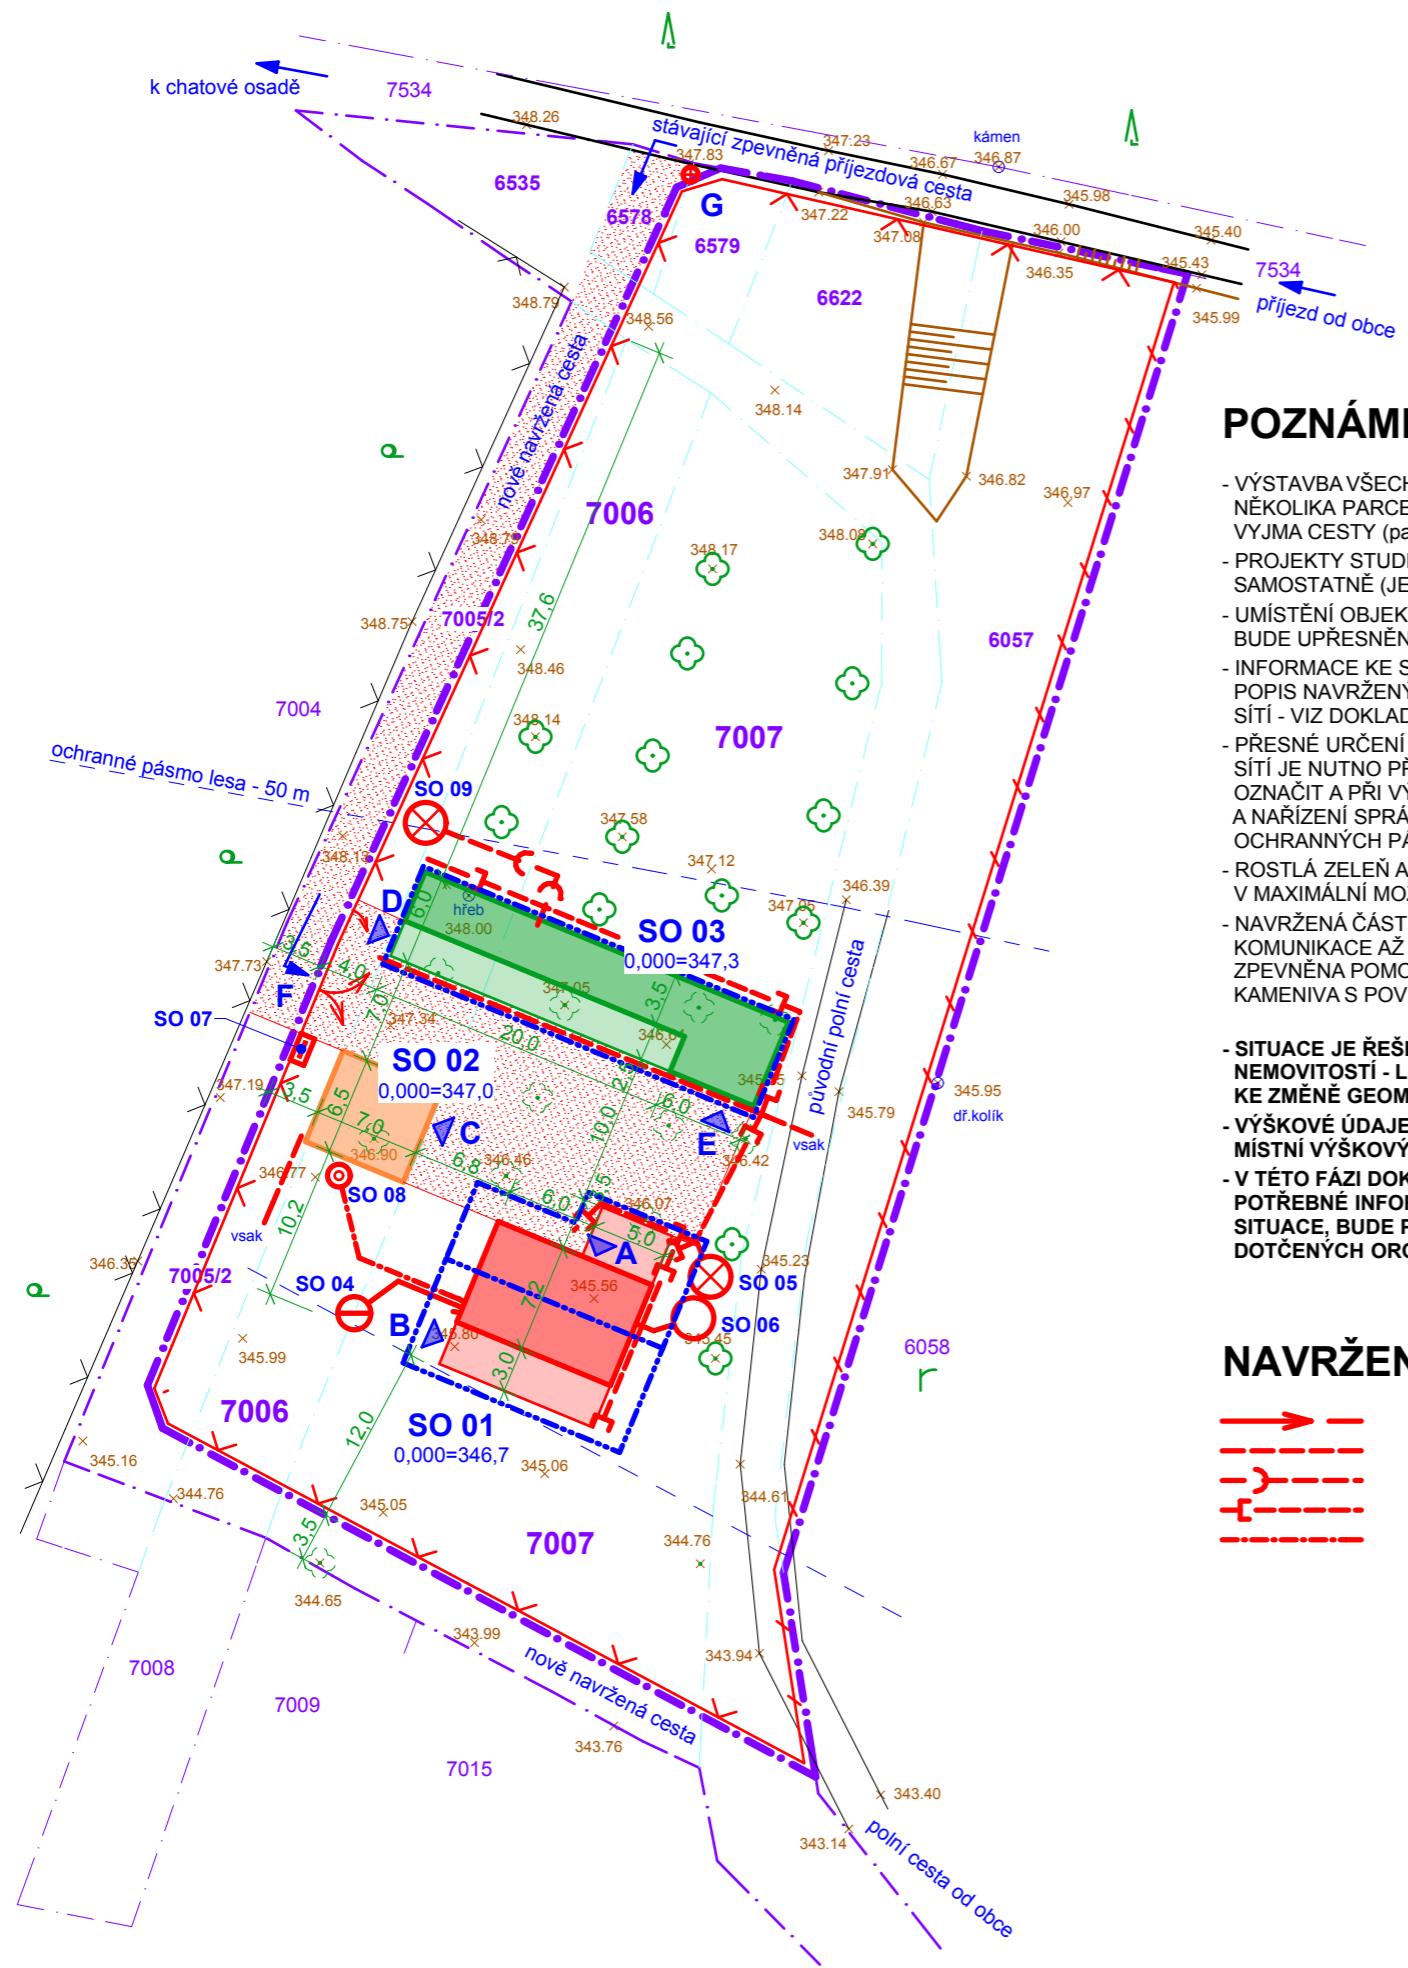 k chatové osadě
7534
348.26
stávající zpevněná příjezdová cesta
347.83
347.23
346.67
kámen
346.87
345.98
345.40
6535
6578
G
6579
347.22
346.63
347.08
346.00
346.35
345.43
7534
345.99
příjezd od obce
348.79
348.56
6622
nově navržená cesta
348.14
347.91
346.82
346.97
7006
348.17
348.09
37,6
7005/2
348.75
348.46
6057
7004
348.14
7007
ochranné pásmo lesa - 50 m
SO 09
347.58
347.12
346.39
D
6,0
hřeb
348.00
SO 03
0,000=347,3
3,5
347.73
4,0
F
7,0
347.05
3,5
původní polní cesta
SO 07
347.34
20,0
346.64
SO 02
0,000=347,0
347.19
3,5
6,5
7,0
C
10,0
6,0
E
vsak
345.79
345.95
dř.kolík
346.90
346.77
6,8
346.46
346.42
SO 08
10,2
6,0
346.07
5,0
A
vsak
7005/2
SO 04
345.56
7,2
SO 05
345.23
B
SO 06
345.99
3,0
6058
7006
12,0
SO 01
0,000=346,7
345.16
344.76
345.05
345.06
7007
344.61
344.76
3,5
344.65
343.99
nově navržená cesta
343.94
7008
7009
343.76
7015
343.40
343.14
polní cesta od obce
- VÝSTAVBA VŠECH
NĚKOLIKA PARCE
VYJMA CESTY (pa
- PROJEKTY STUD
SAMOSTATNĚ (JE
- UMÍSTĚNÍ OBJEK
BUDE UPŘESNĚN
- INFORMACE KE S
POPIS NAVRŽENÝ
SÍTÍ - VIZ DOKLAD
- PŘESNÉ URČENÍ
SÍTÍ JE NUTNO PŘ
OZNAČIT A PŘI VÝ
A NAŘÍZENÍ SPRÁ
OCHRANNÝCH PÁ
- ROSTLÁ ZELEŇ A
V MAXIMÁLNÍ MOŽ
- NAVRŽENÁ ČÁST
KOMUNIKACE AŽ
ZPEVNĚNA POMO
KAMENIVA S POV
- SITUACE JE ŘEŠE
NEMOVITOSTÍ - L
KE ZMĚNĚ GEOM
- VÝŠKOVÉ ÚDAJE
MÍSTNÍ VÝŠKOVÝ
- V TÉTO FÁZI DOK
POTŘEBNÉ INFOR
SITUACE, BUDE P
DOTČENÝCH ORG
NAVRŽEN